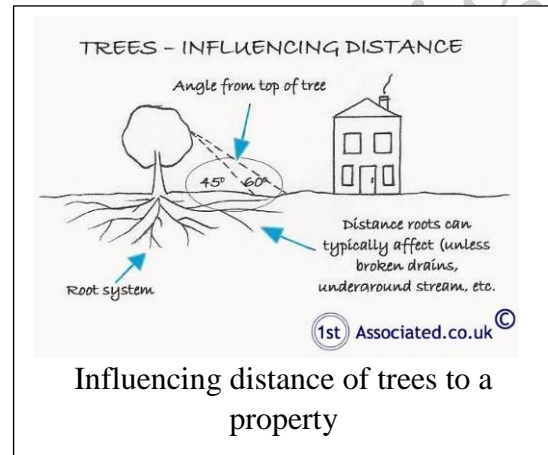 TREES – INFLUENCING DISTANCE
Angle from top of tree
45° 60°
Distance roots can
typically affect (unless
broken drains,
underground stream, etc.
Root system
1st Associated.co.uk ©
Influencing distance of trees to a
property